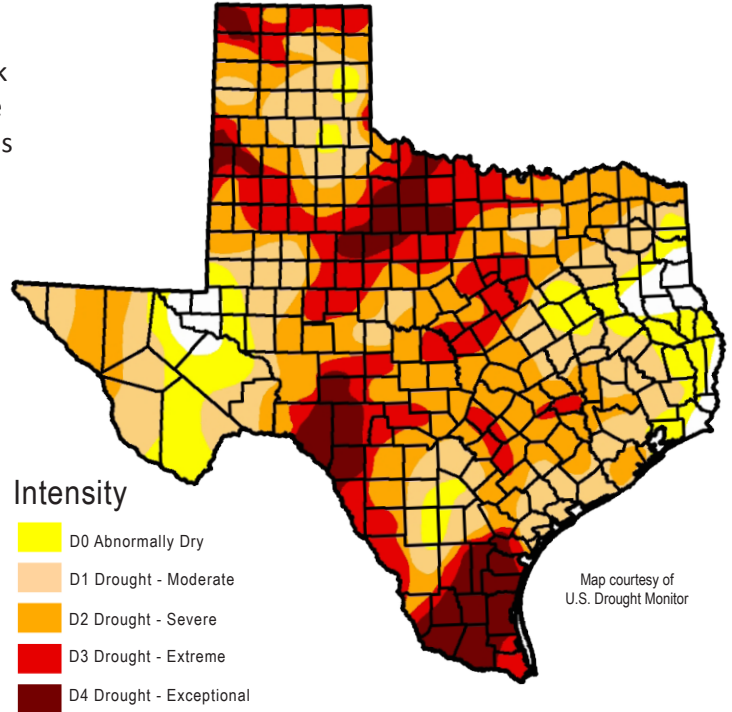 k
e
s
Intensity
D0 Abnormally Dry
D1 Drought - Moderate
D2 Drought - Severe
D3 Drought - Extreme
D4 Drought - Exceptional
Map courtesy of
U.S. Drought Monitor